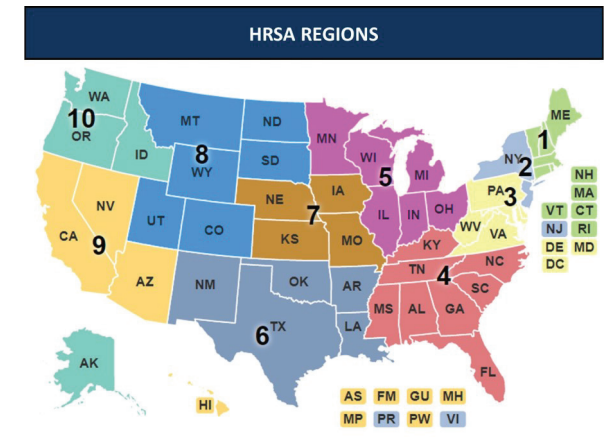 HRSA REGIONS
WA
ME
MT
ND
10
MN
OR
1
8
ID
WI
NY
SD
5
2
WY
MI
NH
PA
3
IA
MA
NE
NV
7
OH
VT CT
IL
IN
UT
WV
NJ RI
CA
9
CO
VA
KS
MO
DE MD
KY
DC
NC
TN
4
AZ
OK
AR
NM
SC
MS
AL
GA
6
TX
LA
AK
FL
HI
AS FM GU MH
MP PR PW VI